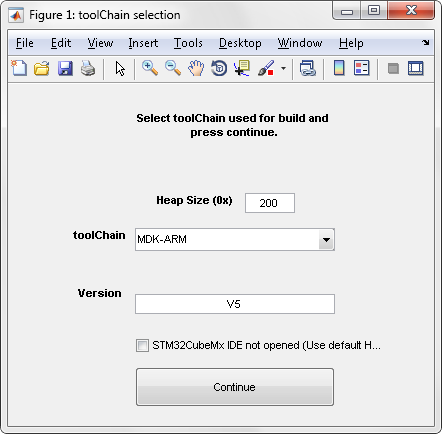 Figure 1: toolChain selection
File Edit View Insert Tools Desktop Window Help
Select toolChain used for build and
press continue.
Heap Size (0x) 200
toolChain MDK-ARM
Version V5
STM32CubeMx IDE not opened (Use default H...
Continue